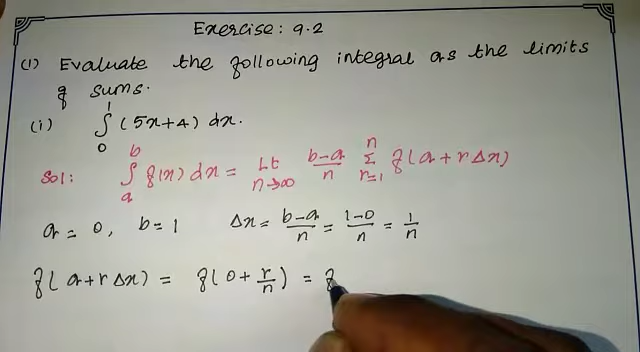 Exercise: 9.2
(1) Evaluate the following integral as the limits
of sums.
(i) ∫₀¹ (5x+4) dx.
Sol: ∫ₐᵇ f(x) dx = Lt n→∞ (b-a)/n Σ_{r=1}^{n} f(a+rΔx)
a = 0, b = 1 Δx = (b-a)/n = (1-0)/n = 1/n
f(a+rΔx) = f(0+r/n) = f